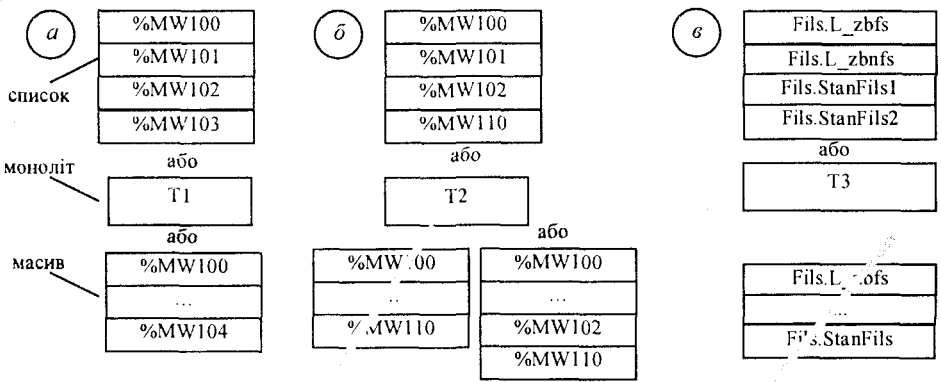 а
%MW100
%MW101
%MW102
%MW103
список
або
моноліт
T1
або
масив
%MW100
...
%MW104
б
%MW100
%MW101
%MW102
%MW110
або
T2
або
...
%MW100
...
%MW102
%MW110
в
Fils.L_zbfs
Fils.L_zbnfs
Fils.StanFils1
Fils.StanFils2
або
T3
...